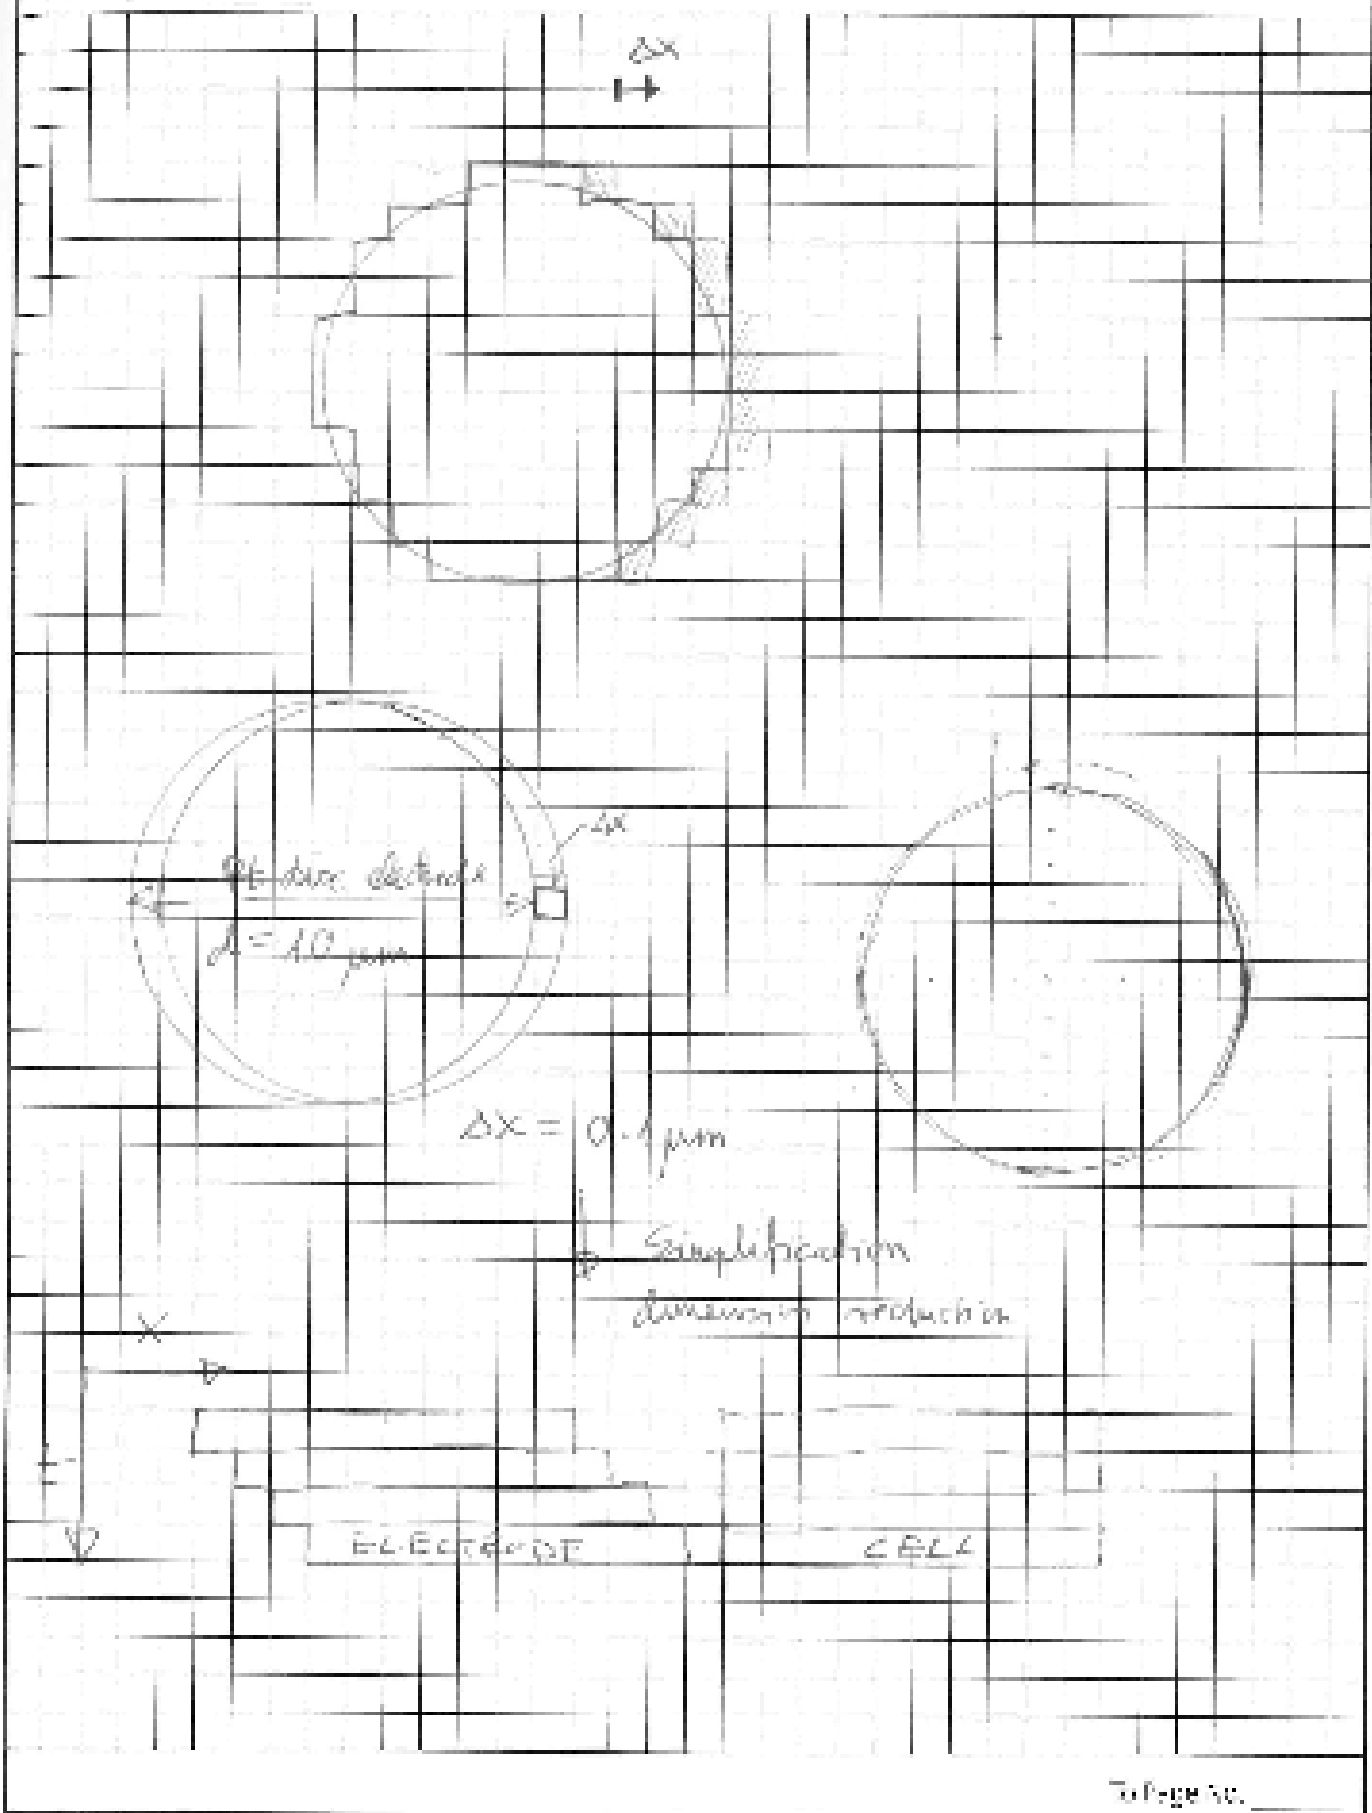 Δx
Δx
Pt disc electrode
d = 10 μm
Δx = 0.1 μm
Simplification
dimension reduction
x
t
ELECTRODE
CELL
To Page No.